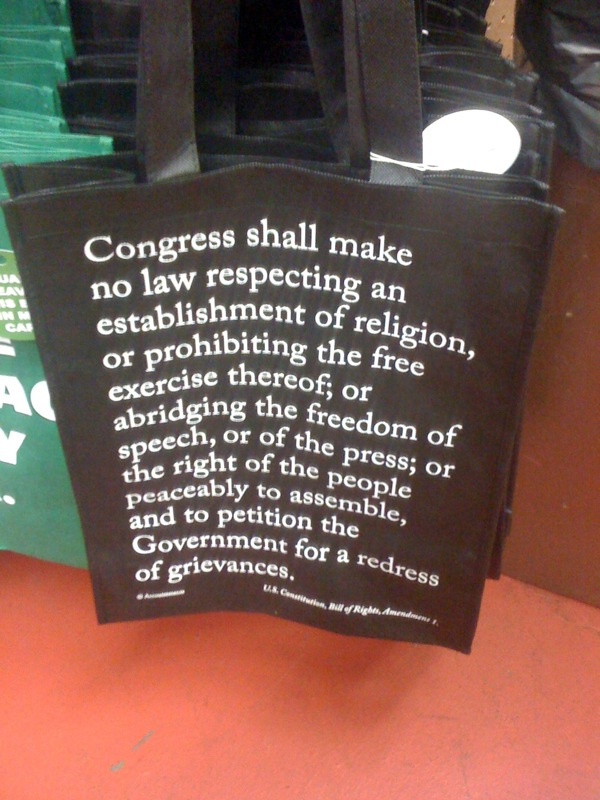 Congress shall make
no law respecting an
establishment of religion,
or prohibiting the free
exercise thereof; or
abridging the freedom of
speech, or of the press; or
the right of the people
peaceably to assemble,
and to petition the
Government for a redress
of grievances.
U.S. Constitution, Bill of Rights, Amendment 1.